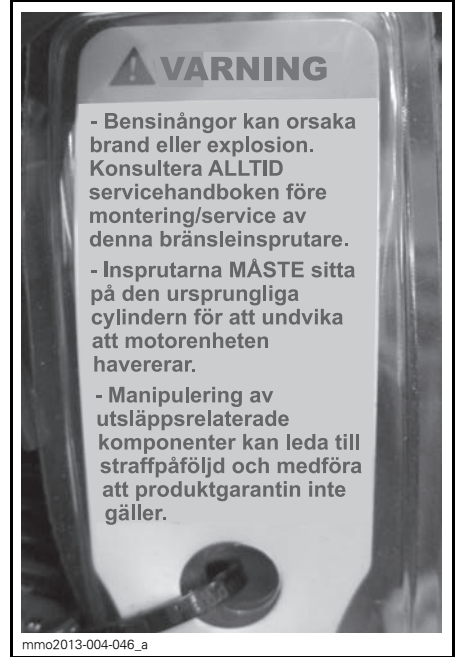 VARNING
- Bensinångor kan orsaka
brand eller explosion.
Konsultera ALLTID
servicehandboken före
montering/service av
denna bränsleinsprutare.
- Insprutarna MÅSTE sitta
på den ursprungliga
cylindern för att undvika
att motorenheten
havererar.
- Manipulering av
utsläppsrelaterade
komponenter kan leda till
straffpåföljd och medföra
att produktgarantin inte
gäller.
mmo2013-004-046_a